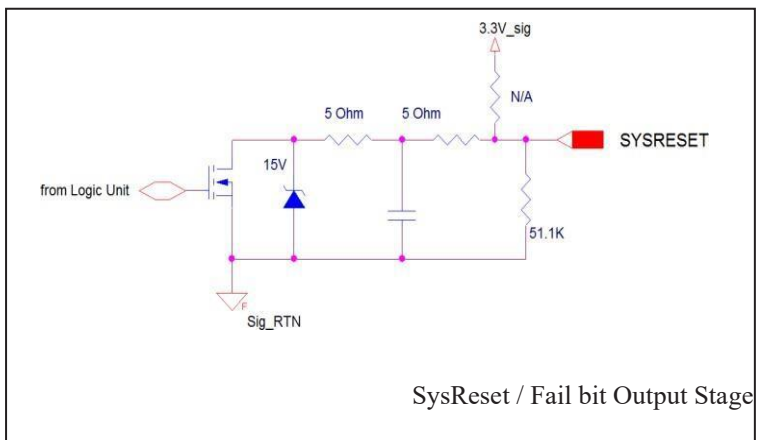 3.3V_sig
N/A
5 Ohm 5 Ohm
SYSRESET
15V
from Logic Unit
51.1K
Sig_RTN
SysReset / Fail bit Output Stage